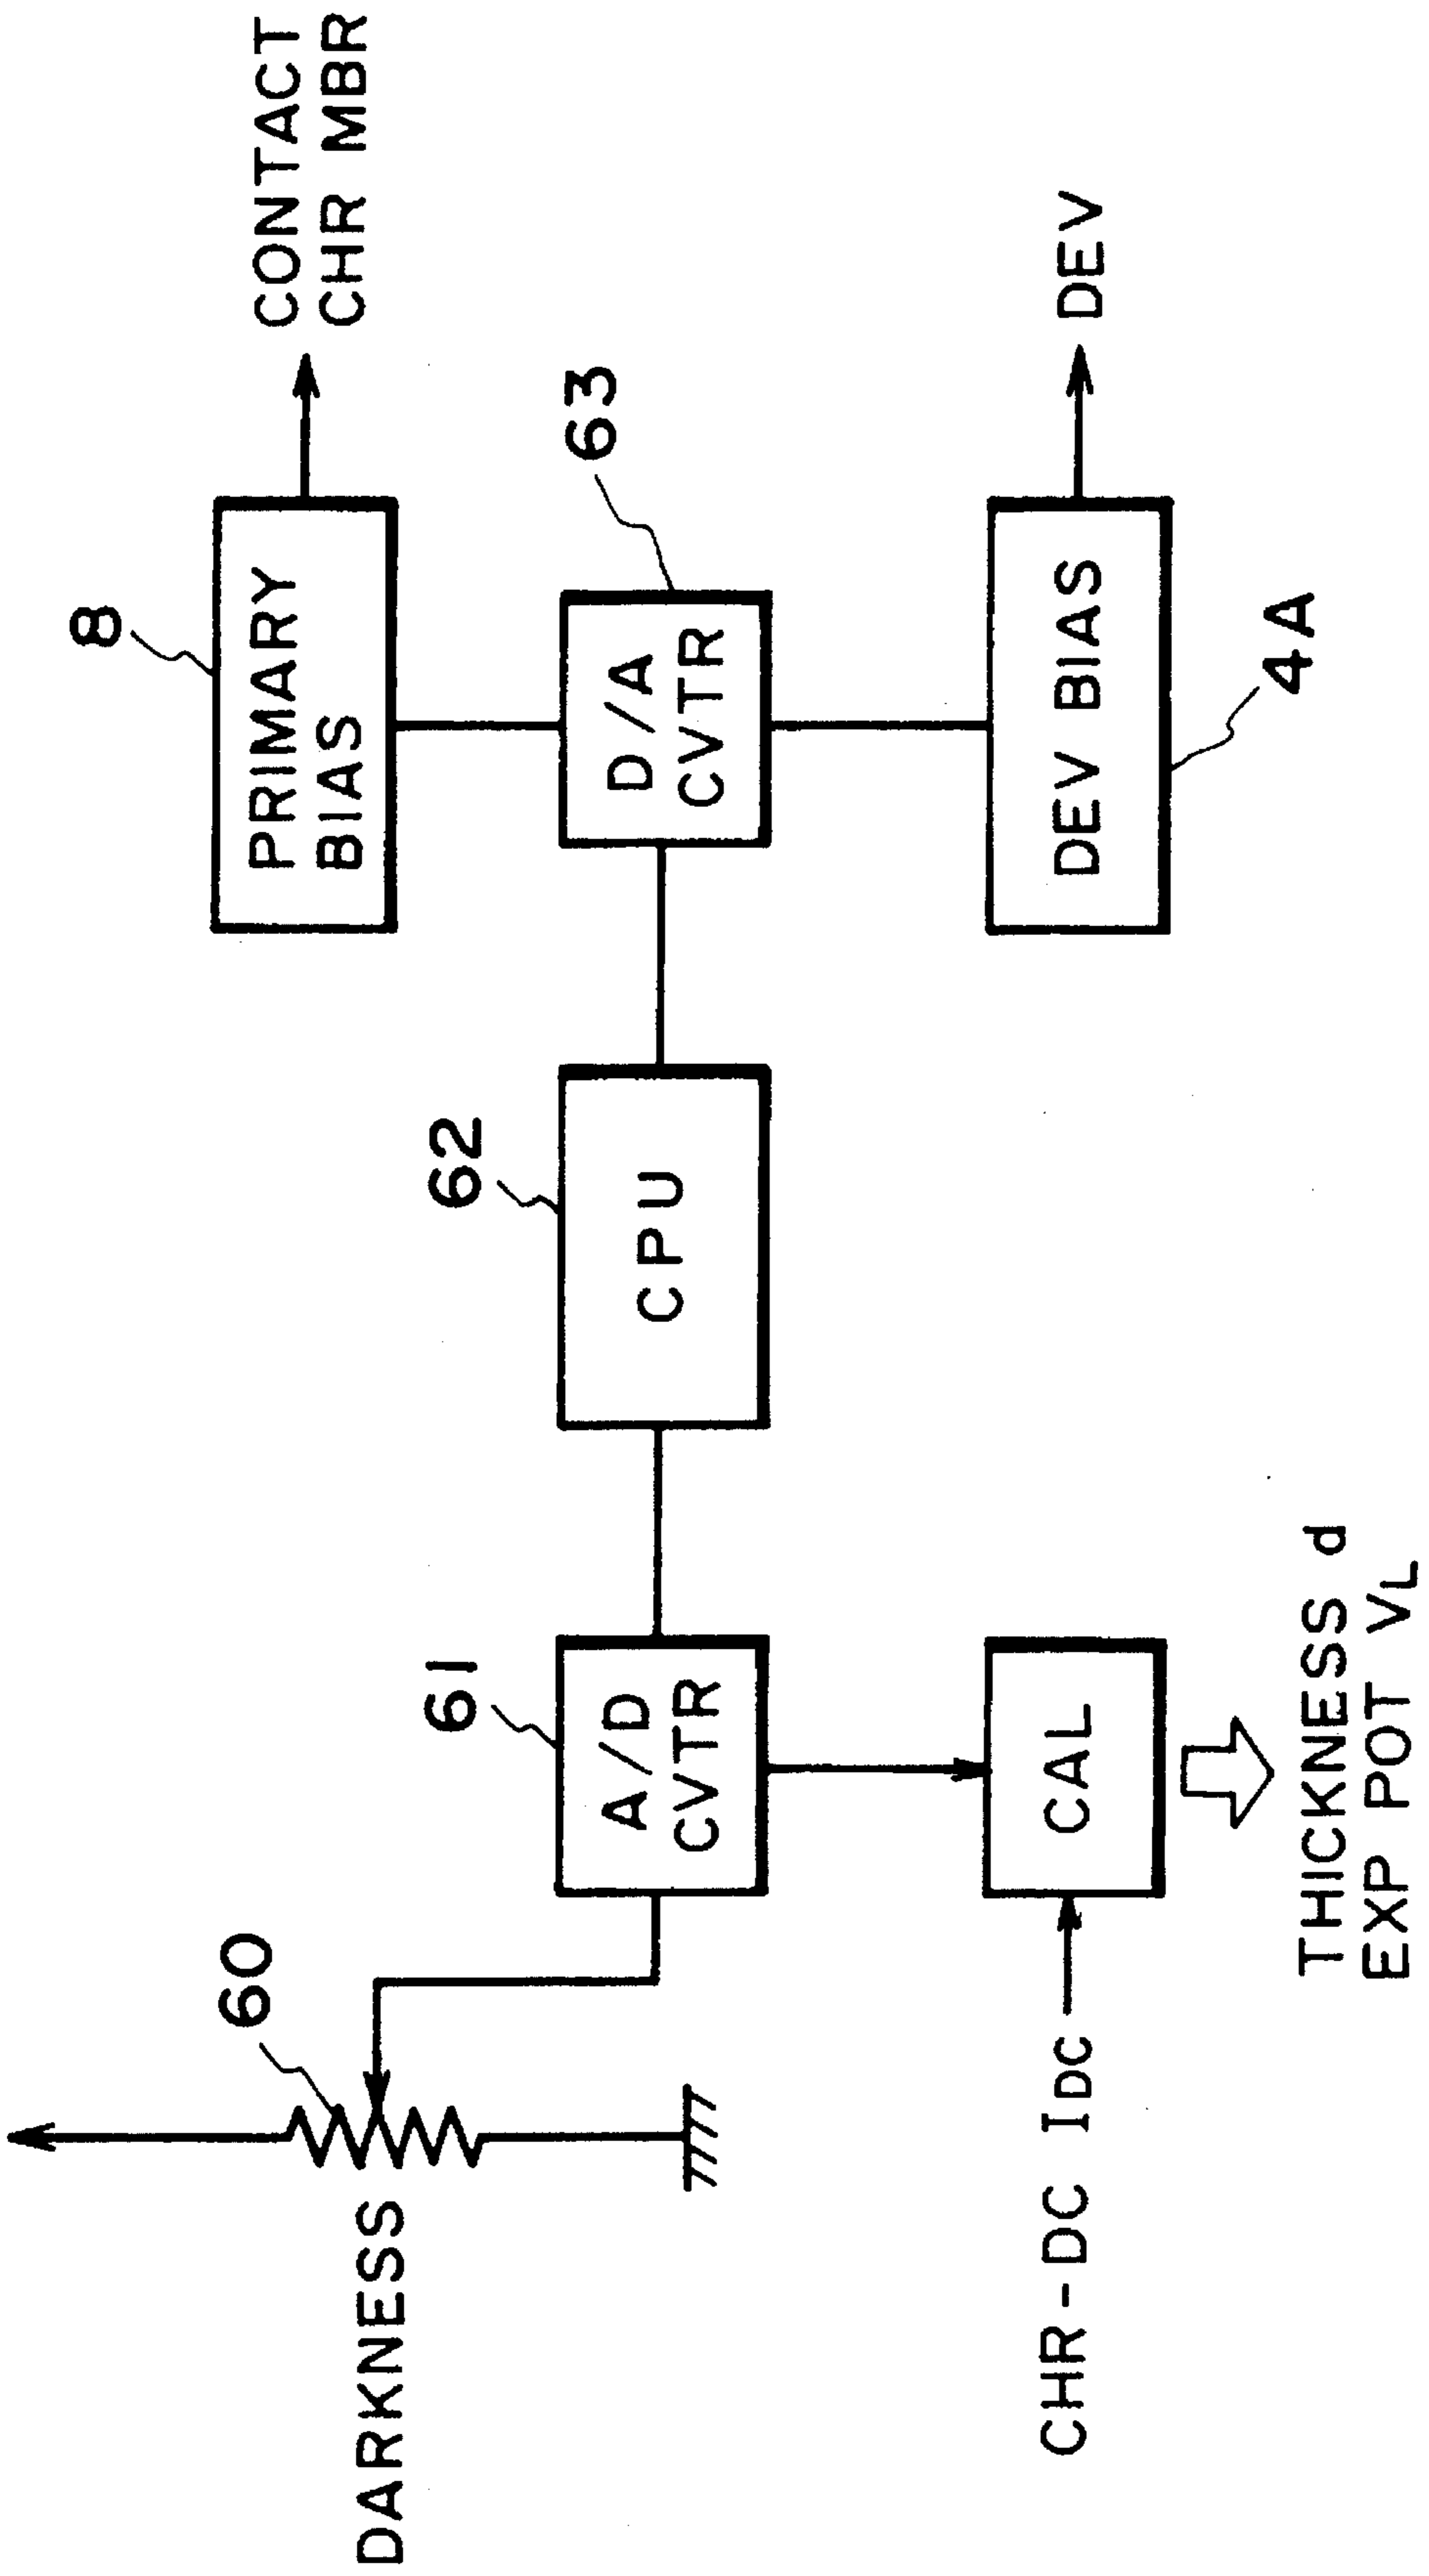 DARKNESS
60
61
A/D
CVTR
62
CPU
63
D/A
CVTR
8
PRIMARY
BIAS
CONTACT
CHR MBR
DEV BIAS
4A
DEV
CHR-DC IDC
CAL
THICKNESS d
EXP POT VL